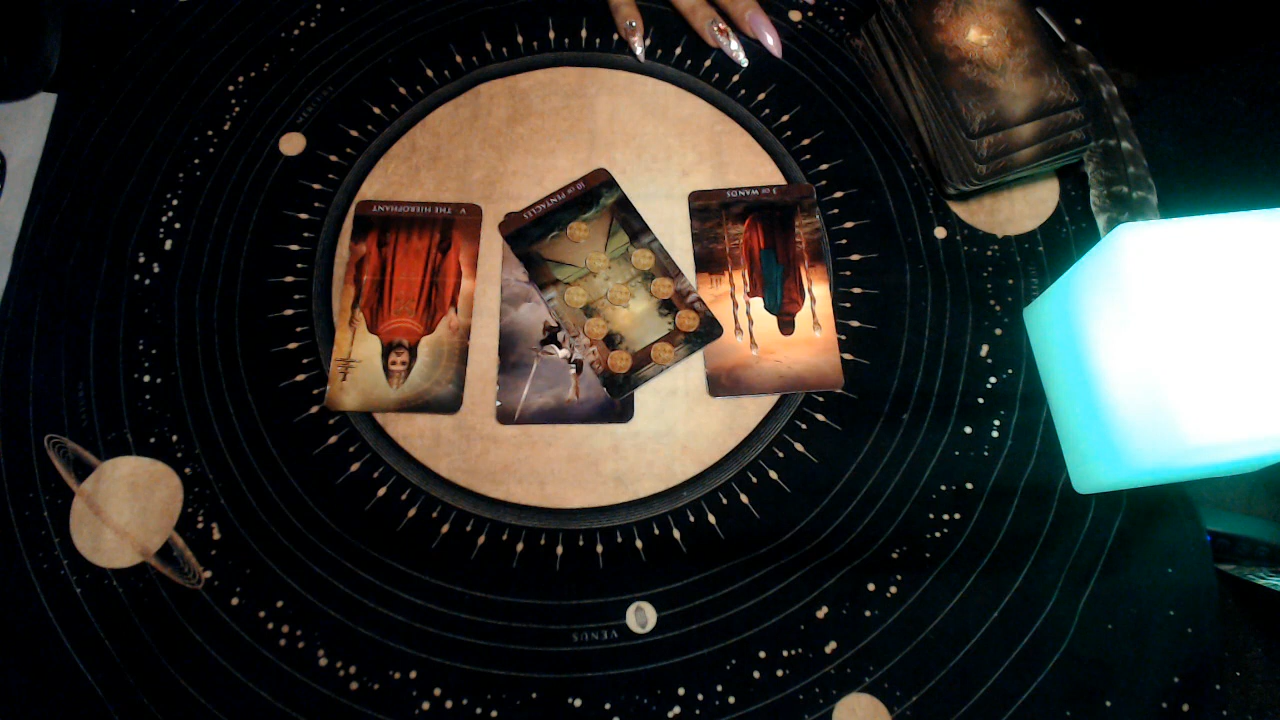 V · THE HIEROPHANT
10 OF PENTACLES
3 OF WANDS
VENUS